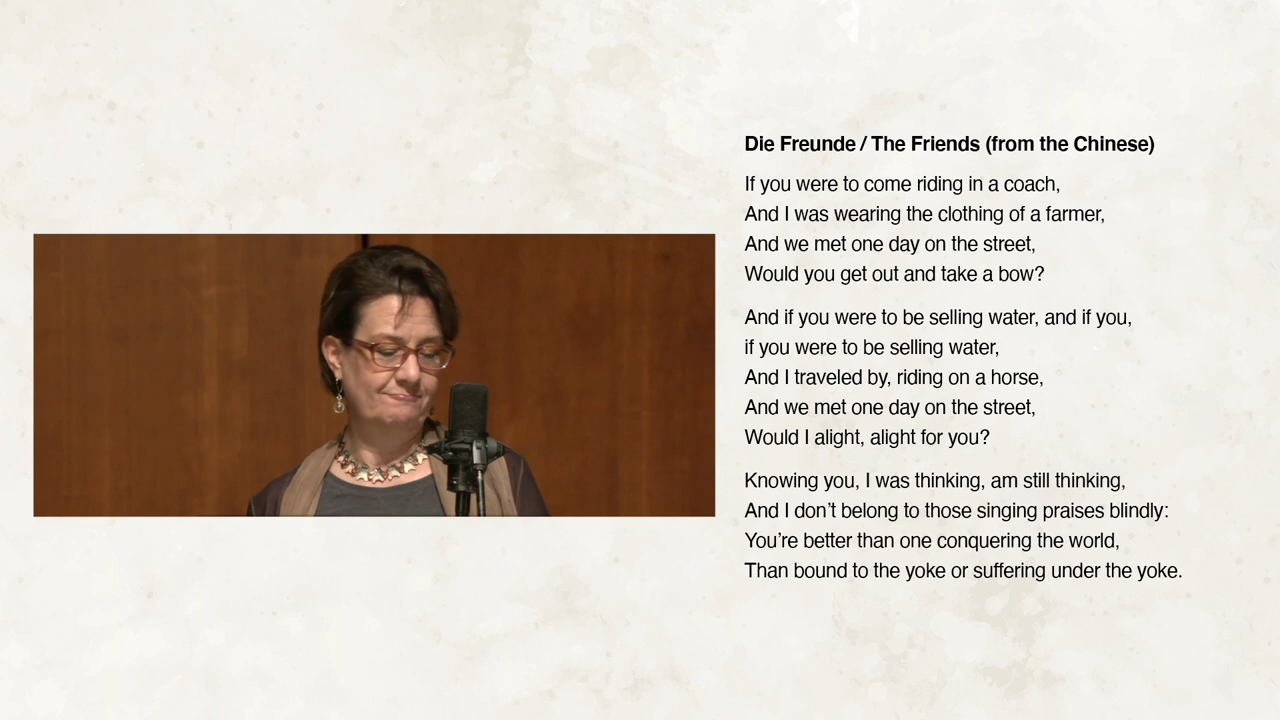 Die Freunde / The Friends (from the Chinese)
If you were to come riding in a coach,
And I was wearing the clothing of a farmer,
And we met one day on the street,
Would you get out and take a bow?
And if you were to be selling water, and if you,
if you were to be selling water,
And I traveled by, riding on a horse,
And we met one day on the street,
Would I alight, alight for you?
Knowing you, I was thinking, am still thinking,
And I don’t belong to those singing praises blindly:
You’re better than one conquering the world,
Than bound to the yoke or suffering under the yoke.